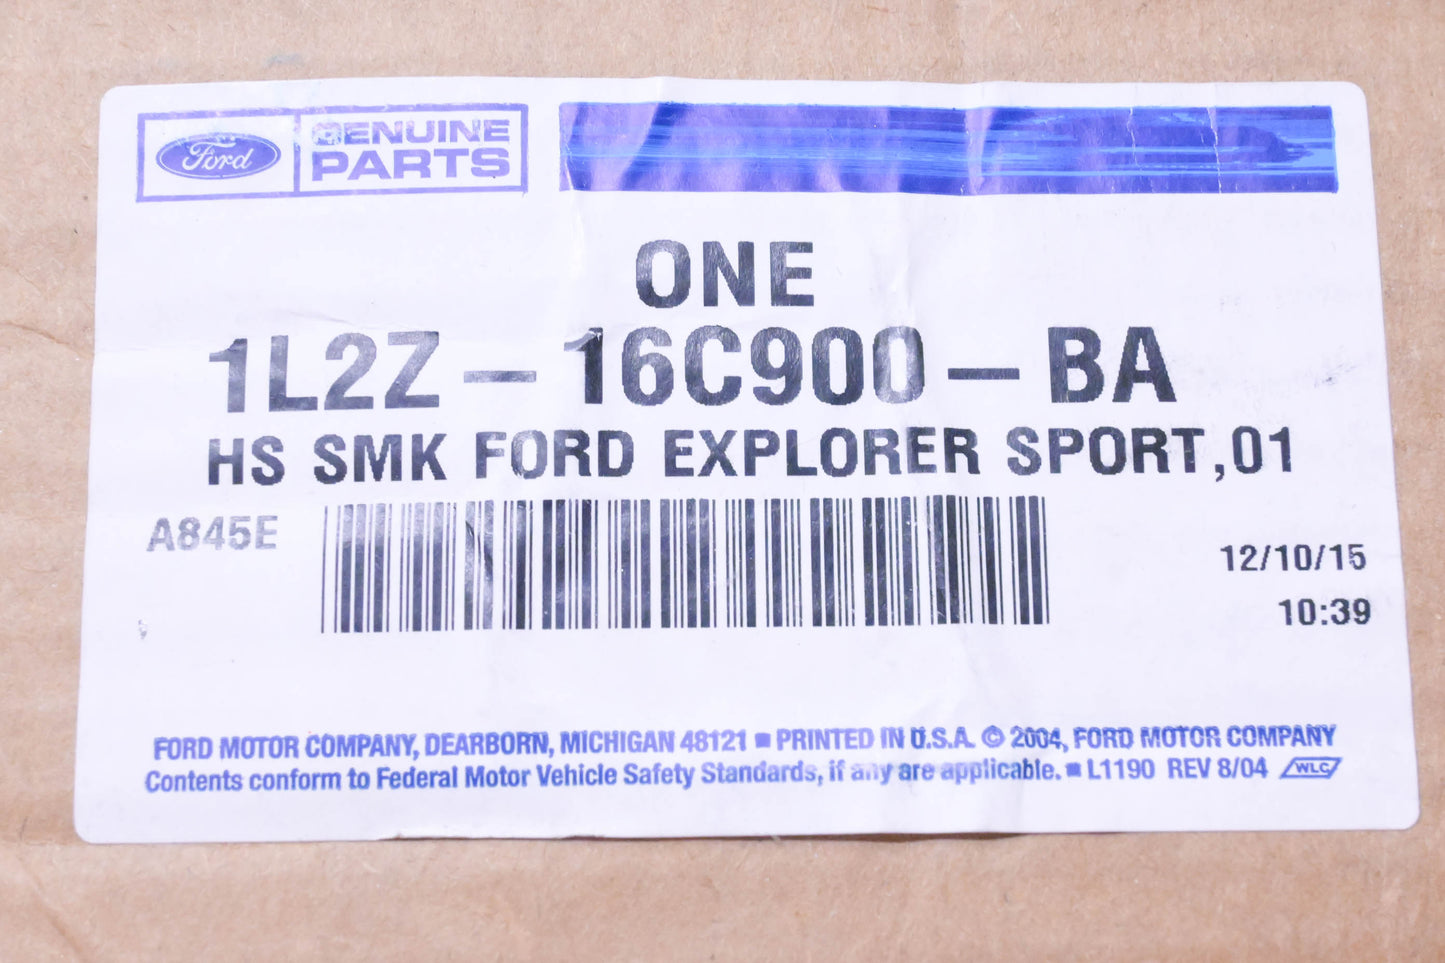 Ford GENUINE
PARTS
ONE
1L2Z - 16C900 - BA
HS SMK FORD EXPLORER SPORT,01
A845E
12/10/15
10:39
FORD MOTOR COMPANY, DEARBORN, MICHIGAN 48121 ■ PRINTED IN U.S.A. © 2004, FORD MOTOR COMPANY
Contents conform to Federal Motor Vehicle Safety Standards, if any are applicable. ■ L1190 REV 8/04 WLC